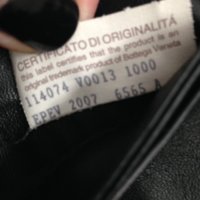 CERTIFICATO DI ORIGINALITÀ
this label certifies that the product is an
original trademark product of Bottega Veneta
114074 V0013 1000
EPEV 2007 6565 A